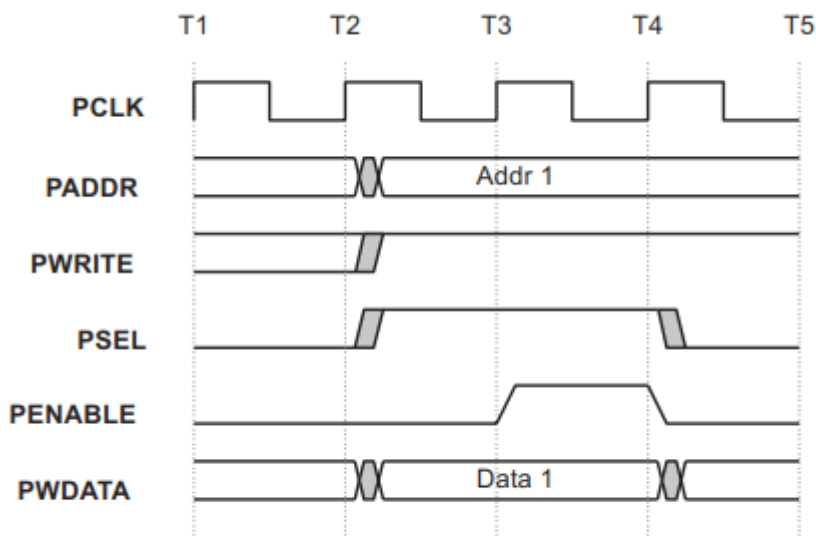 T1 T2 T3 T4 T5
PCLK
PADDR Addr 1
PWRITE
PSEL
PENABLE
PWDATA Data 1